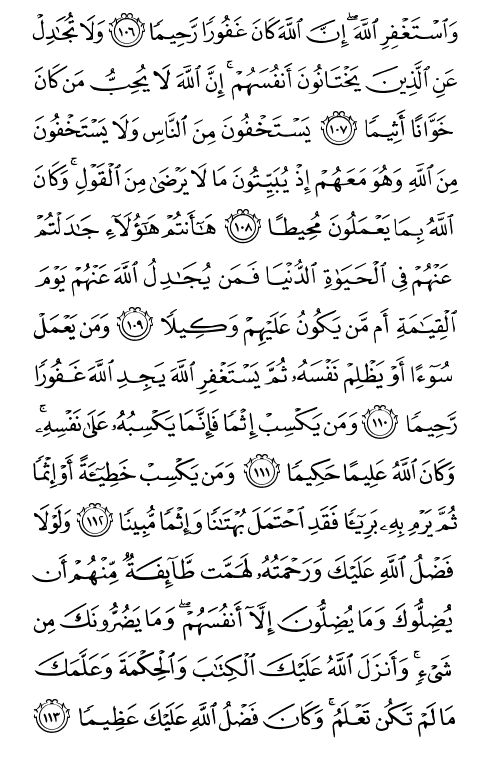 وَٱسۡتَغۡفِرِ ٱللَّهَۖ إِنَّ ٱللَّهَ كَانَ غَفُورٗا رَّحِيمٗا ١٠٦ وَلَا تُجَٰدِلۡ
عَنِ ٱلَّذِينَ يَخۡتَانُونَ أَنفُسَهُمۡۚ إِنَّ ٱللَّهَ لَا يُحِبُّ مَن كَانَ
خَوَّانًا أَثِيمٗا ١٠٧ يَسۡتَخۡفُونَ مِنَ ٱلنَّاسِ وَلَا يَسۡتَخۡفُونَ
مِنَ ٱللَّهِ وَهُوَ مَعَهُمۡ إِذۡ يُبَيِّتُونَ مَا لَا يَرۡضَىٰ مِنَ ٱلۡقَوۡلِۚ وَكَانَ
ٱللَّهُ بِمَا يَعۡمَلُونَ مُحِيطًا ١٠٨ هَٰٓأَنتُمۡ هَٰٓؤُلَآءِ جَٰدَلۡتُمۡ
عَنۡهُمۡ فِي ٱلۡحَيَوٰةِ ٱلدُّنۡيَا فَمَن يُجَٰدِلُ ٱللَّهَ عَنۡهُمۡ يَوۡمَ
ٱلۡقِيَٰمَةِ أَم مَّن يَكُونُ عَلَيۡهِمۡ وَكِيلٗا ١٠٩ وَمَن يَعۡمَلۡ
سُوٓءًا أَوۡ يَظۡلِمۡ نَفۡسَهُۥ ثُمَّ يَسۡتَغۡفِرِ ٱللَّهَ يَجِدِ ٱللَّهَ غَفُورٗا
رَّحِيمٗا ١١٠ وَمَن يَكۡسِبۡ إِثۡمٗا فَإِنَّمَا يَكۡسِبُهُۥ عَلَىٰ نَفۡسِهِۦۚ
وَكَانَ ٱللَّهُ عَلِيمًا حَكِيمٗا ١١١ وَمَن يَكۡسِبۡ خَطِيٓـَٔةً أَوۡ إِثۡمٗا
ثُمَّ يَرۡمِ بِهِۦ بَرِيٓـٔٗا فَقَدِ ٱحۡتَمَلَ بُهۡتَٰنٗا وَإِثۡمٗا مُّبِينٗا ١١٢ وَلَوۡلَا
فَضۡلُ ٱللَّهِ عَلَيۡكَ وَرَحۡمَتُهُۥ لَهَمَّت طَّآئِفَةٞ مِّنۡهُمۡ أَن
يُضِلُّوكَ وَمَا يُضِلُّونَ إِلَّآ أَنفُسَهُمۡۖ وَمَا يَضُرُّونَكَ مِن
شَيۡءٖۚ وَأَنزَلَ ٱللَّهُ عَلَيۡكَ ٱلۡكِتَٰبَ وَٱلۡحِكۡمَةَ وَعَلَّمَكَ
مَا لَمۡ تَكُن تَعۡلَمُۚ وَكَانَ فَضۡلُ ٱللَّهِ عَلَيۡكَ عَظِيمٗا ١١٣